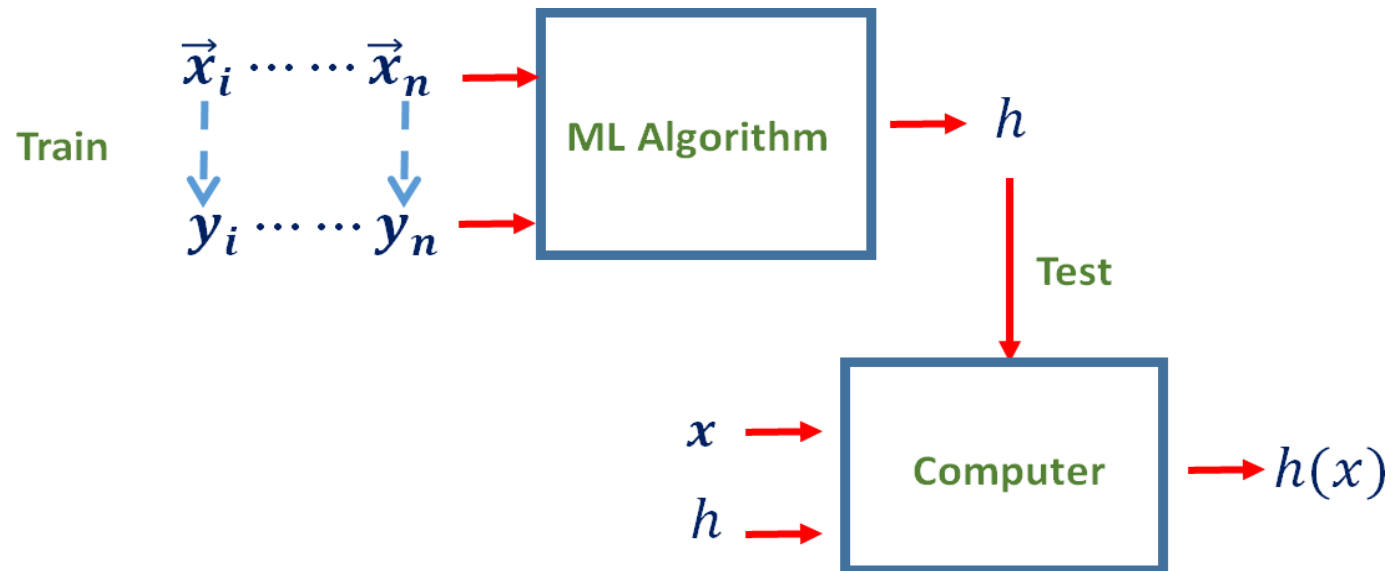 x⃗ᵢ ⋯ ⋯ x⃗ₙ
Train
yᵢ ⋯ ⋯ yₙ
ML Algorithm
h
Test
x
h
Computer
h(x)